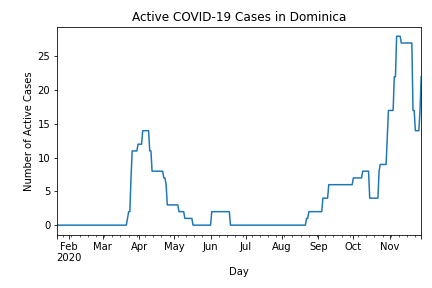 Active COVID-19 Cases in Dominica
Number of Active Cases
25
20
15
10
5
0
Feb Mar Apr May Jun Jul Aug Sep Oct Nov
2020
Day